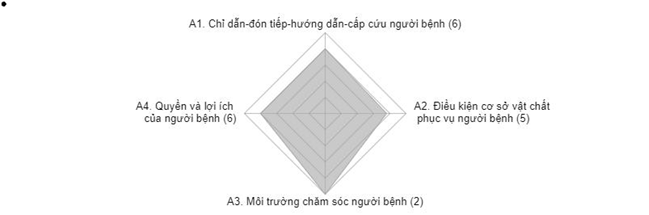 A1. Chỉ dẫn-đón tiếp-hướng dẫn-cấp cứu người bệnh (6)
A4. Quyền và lợi ích
của người bệnh (6)
A2. Điều kiện cơ sở vật chất
phục vụ người bệnh (5)
A3. Môi trường chăm sóc người bệnh (2)